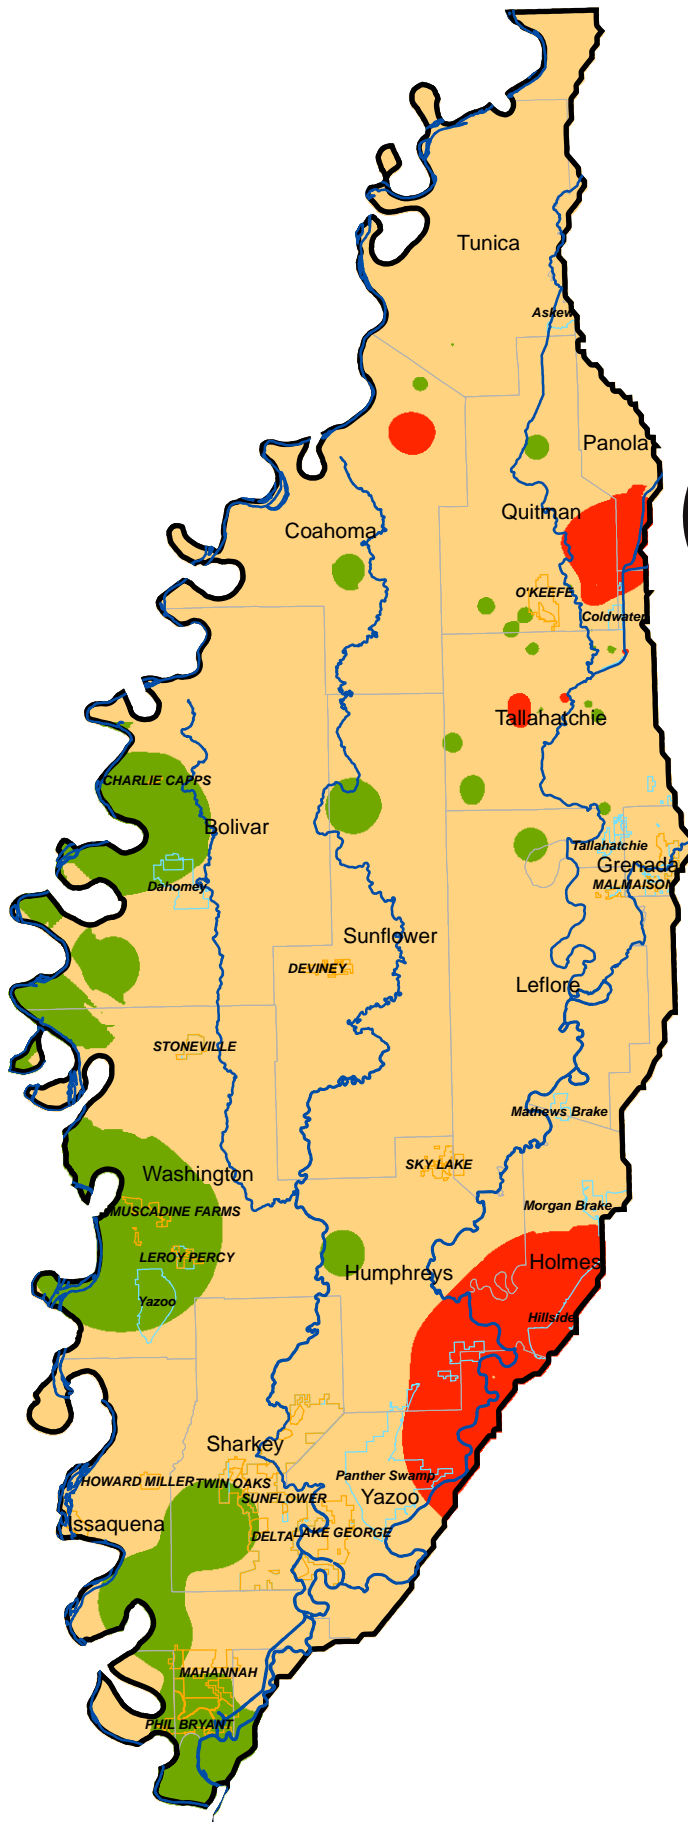 Tunica
Askew
Panola
Quitman
Coahoma
O'KEEFE
Coldwater
Tallahatchie
CHARLIE CAPPS
Bolivar
Tallahatchie
Grenada
Dahomey
MALMAISON
Sunflower
DEVINEY
Leflore
STONEVILLE
Mathews Brake
SKY LAKE
Washington
Morgan Brake
MUSCADINE FARMS
LEROY PERCY
Holmes
Humphreys
Yazoo
Hillside
Sharkey
Panther Swamp
HOWARD MILLER
TWIN OAKS
SUNFLOWER
Yazoo
Issaquena
DELTA
LAKE GEORGE
MAHANNAH
PHIL BRYANT